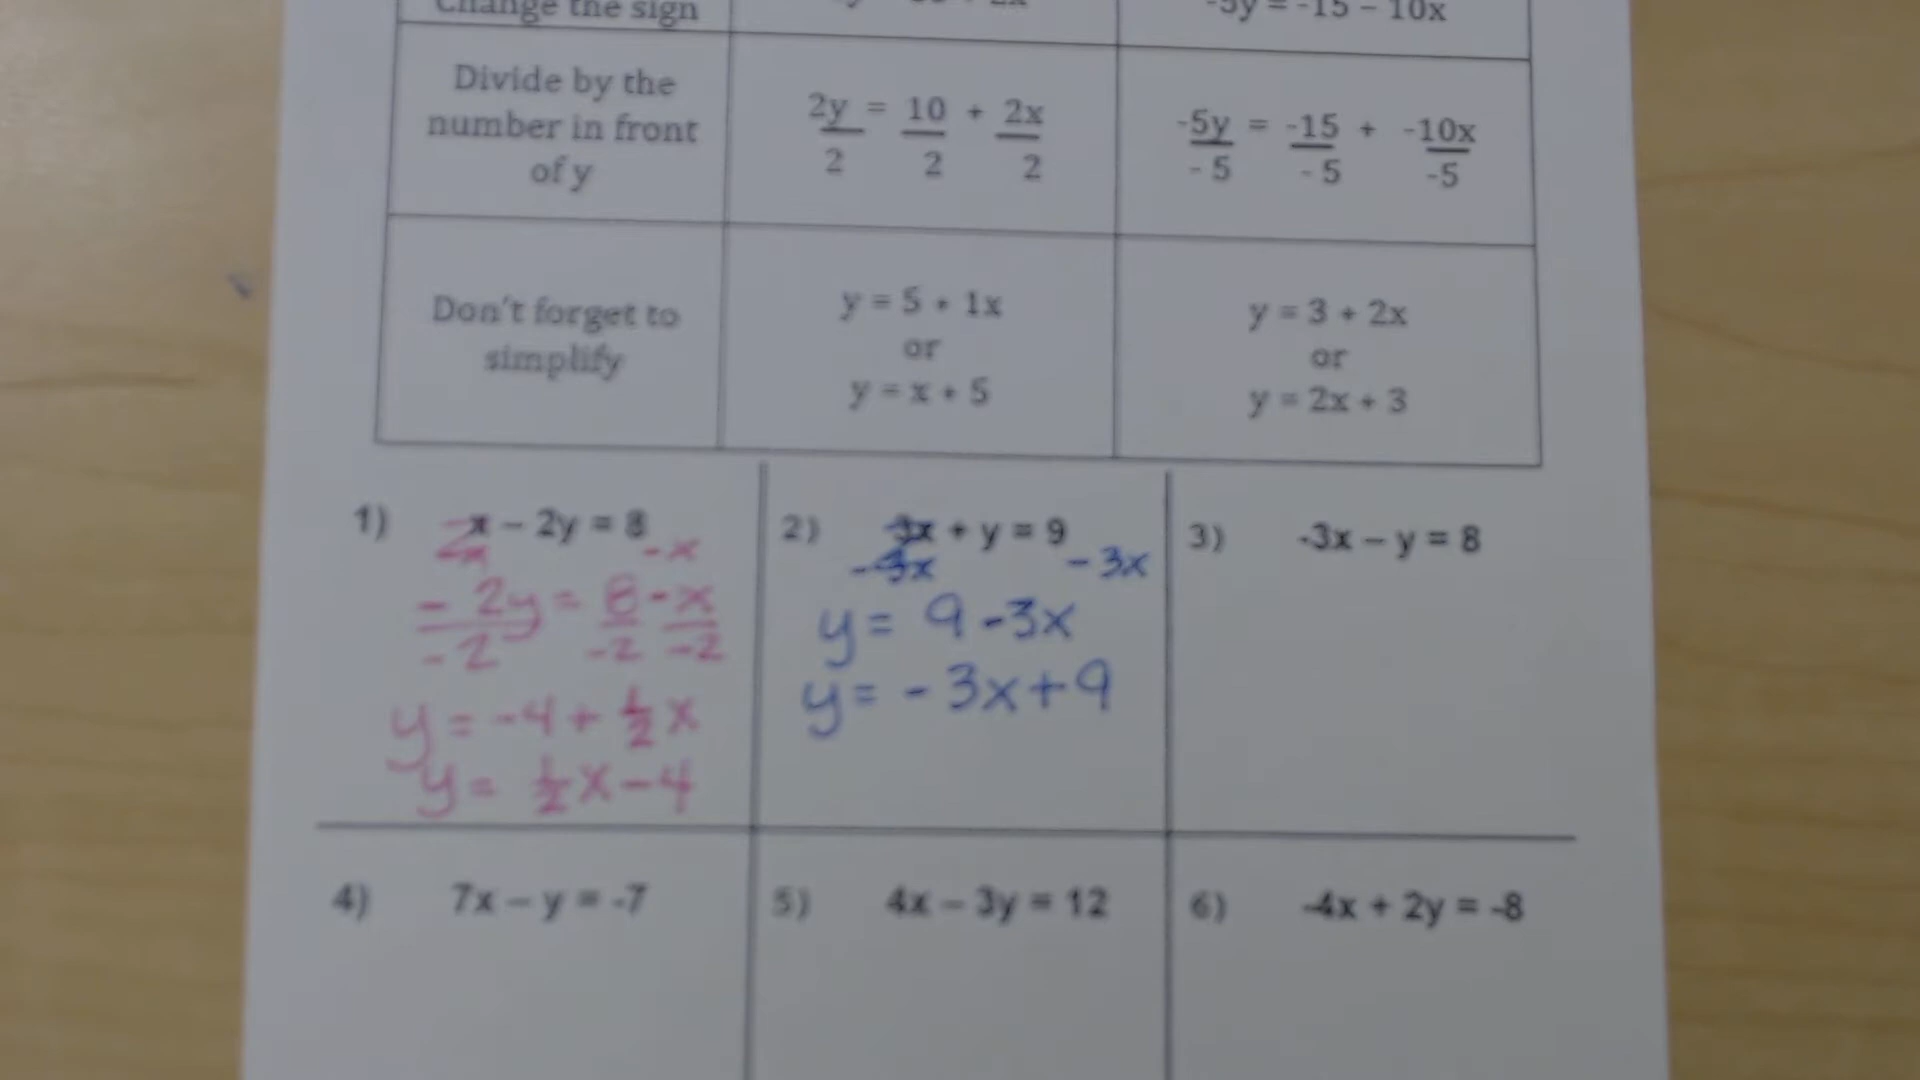 Change the sign
-5y = -15 - 10x
Divide by the
number in front
of y
2y = 10 + 2x
2 2 2
-5y = -15 + -10x
-5 -5 -5
Don't forget to
simplify
y = 5 + 1x
or
y = x + 5
y = 3 + 2x
or
y = 2x + 3
1) x - 2y = 8
-x -x
-2y = 8 - x
-2 -2 -2
y = -4 + 1/2 x
y = 1/2 x - 4
2) 3x + y = 9
-3x -3x
y = 9 - 3x
y = -3x + 9
3) -3x - y = 8
4) 7x - y = -7
5) 4x - 3y = 12
6) -4x + 2y = -8